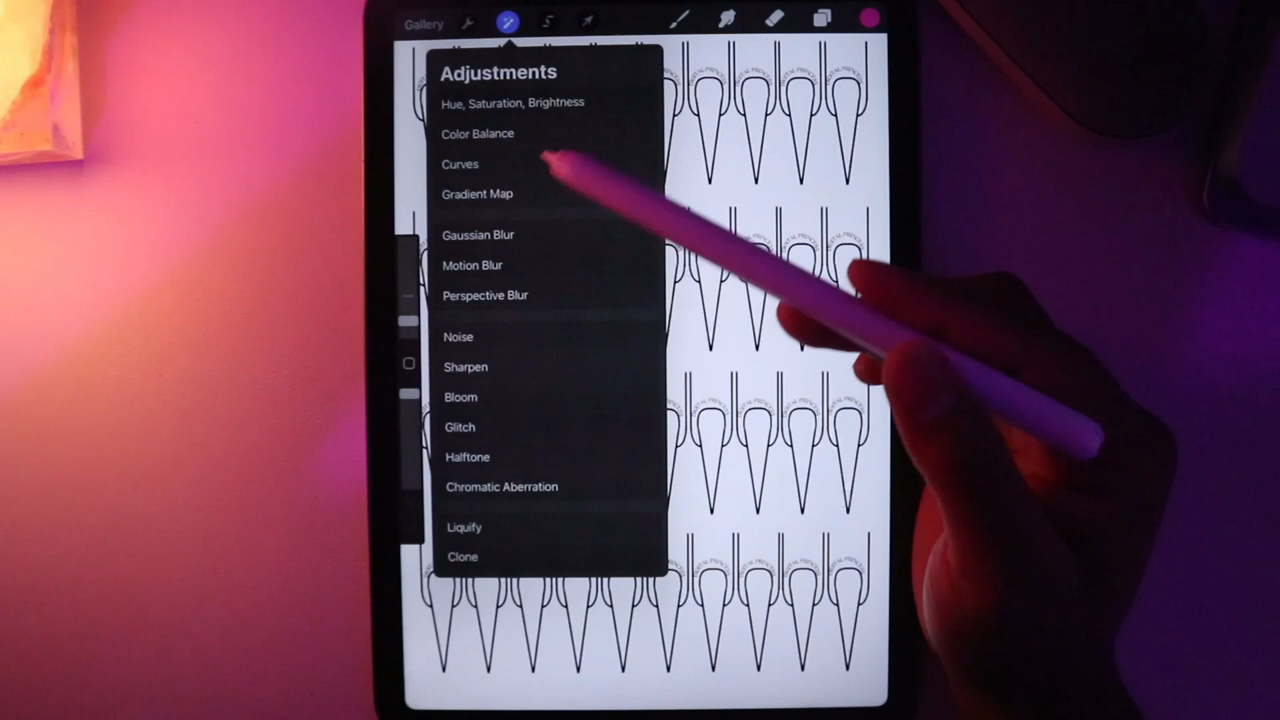 Gallery
Adjustments
Hue, Saturation, Brightness
Color Balance
Curves
Gradient Map
Gaussian Blur
Motion Blur
Perspective Blur
Noise
Sharpen
Bloom
Glitch
Halftone
Chromatic Aberration
Liquify
Clone